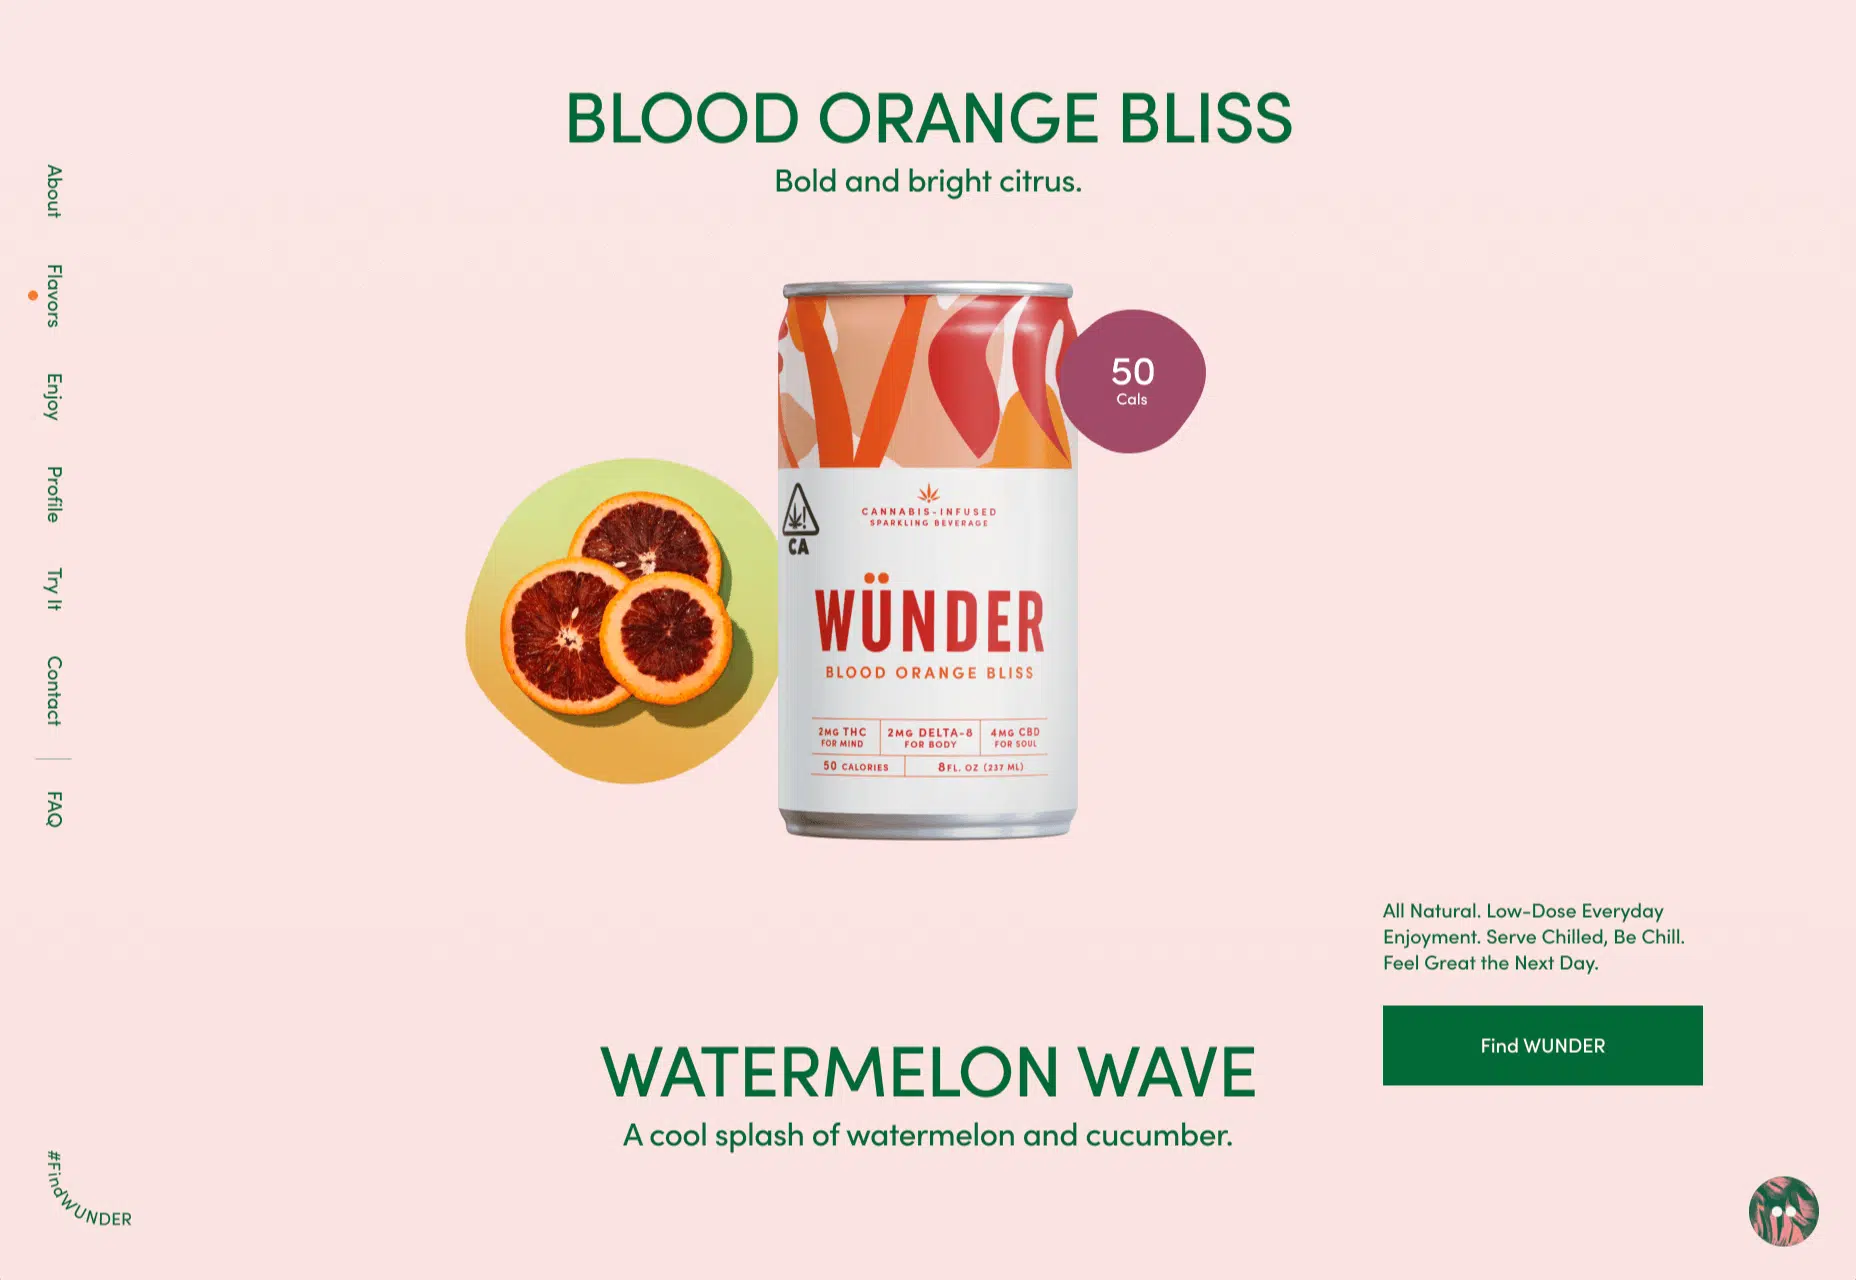 BLOOD ORANGE BLISS
Bold and bright citrus.
About
Flavors
Enjoy
Profile
Try It
Contact
FAQ
50
Cals
CANNABIS-INFUSED
SPARKLING BEVERAGE
CA
WÜNDER
BLOOD ORANGE BLISS
2MG THC
FOR MIND
2MG DELTA-8
FOR BODY
4MG CBD
FOR SOUL
50 CALORIES
8FL. OZ (237 ML)
All Natural. Low-Dose Everyday
Enjoyment. Serve Chilled, Be Chill.
Feel Great the Next Day.
Find WUNDER
WATERMELON WAVE
A cool splash of watermelon and cucumber.
#FindWUNDER